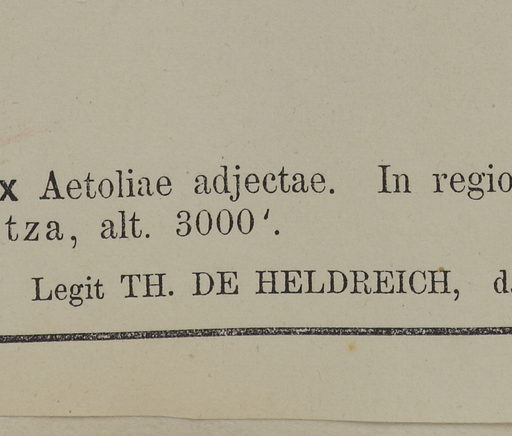 x Aetoliae adjectae. In regio
tza, alt. 3000'.
Legit TH. DE HELDREICH, d.